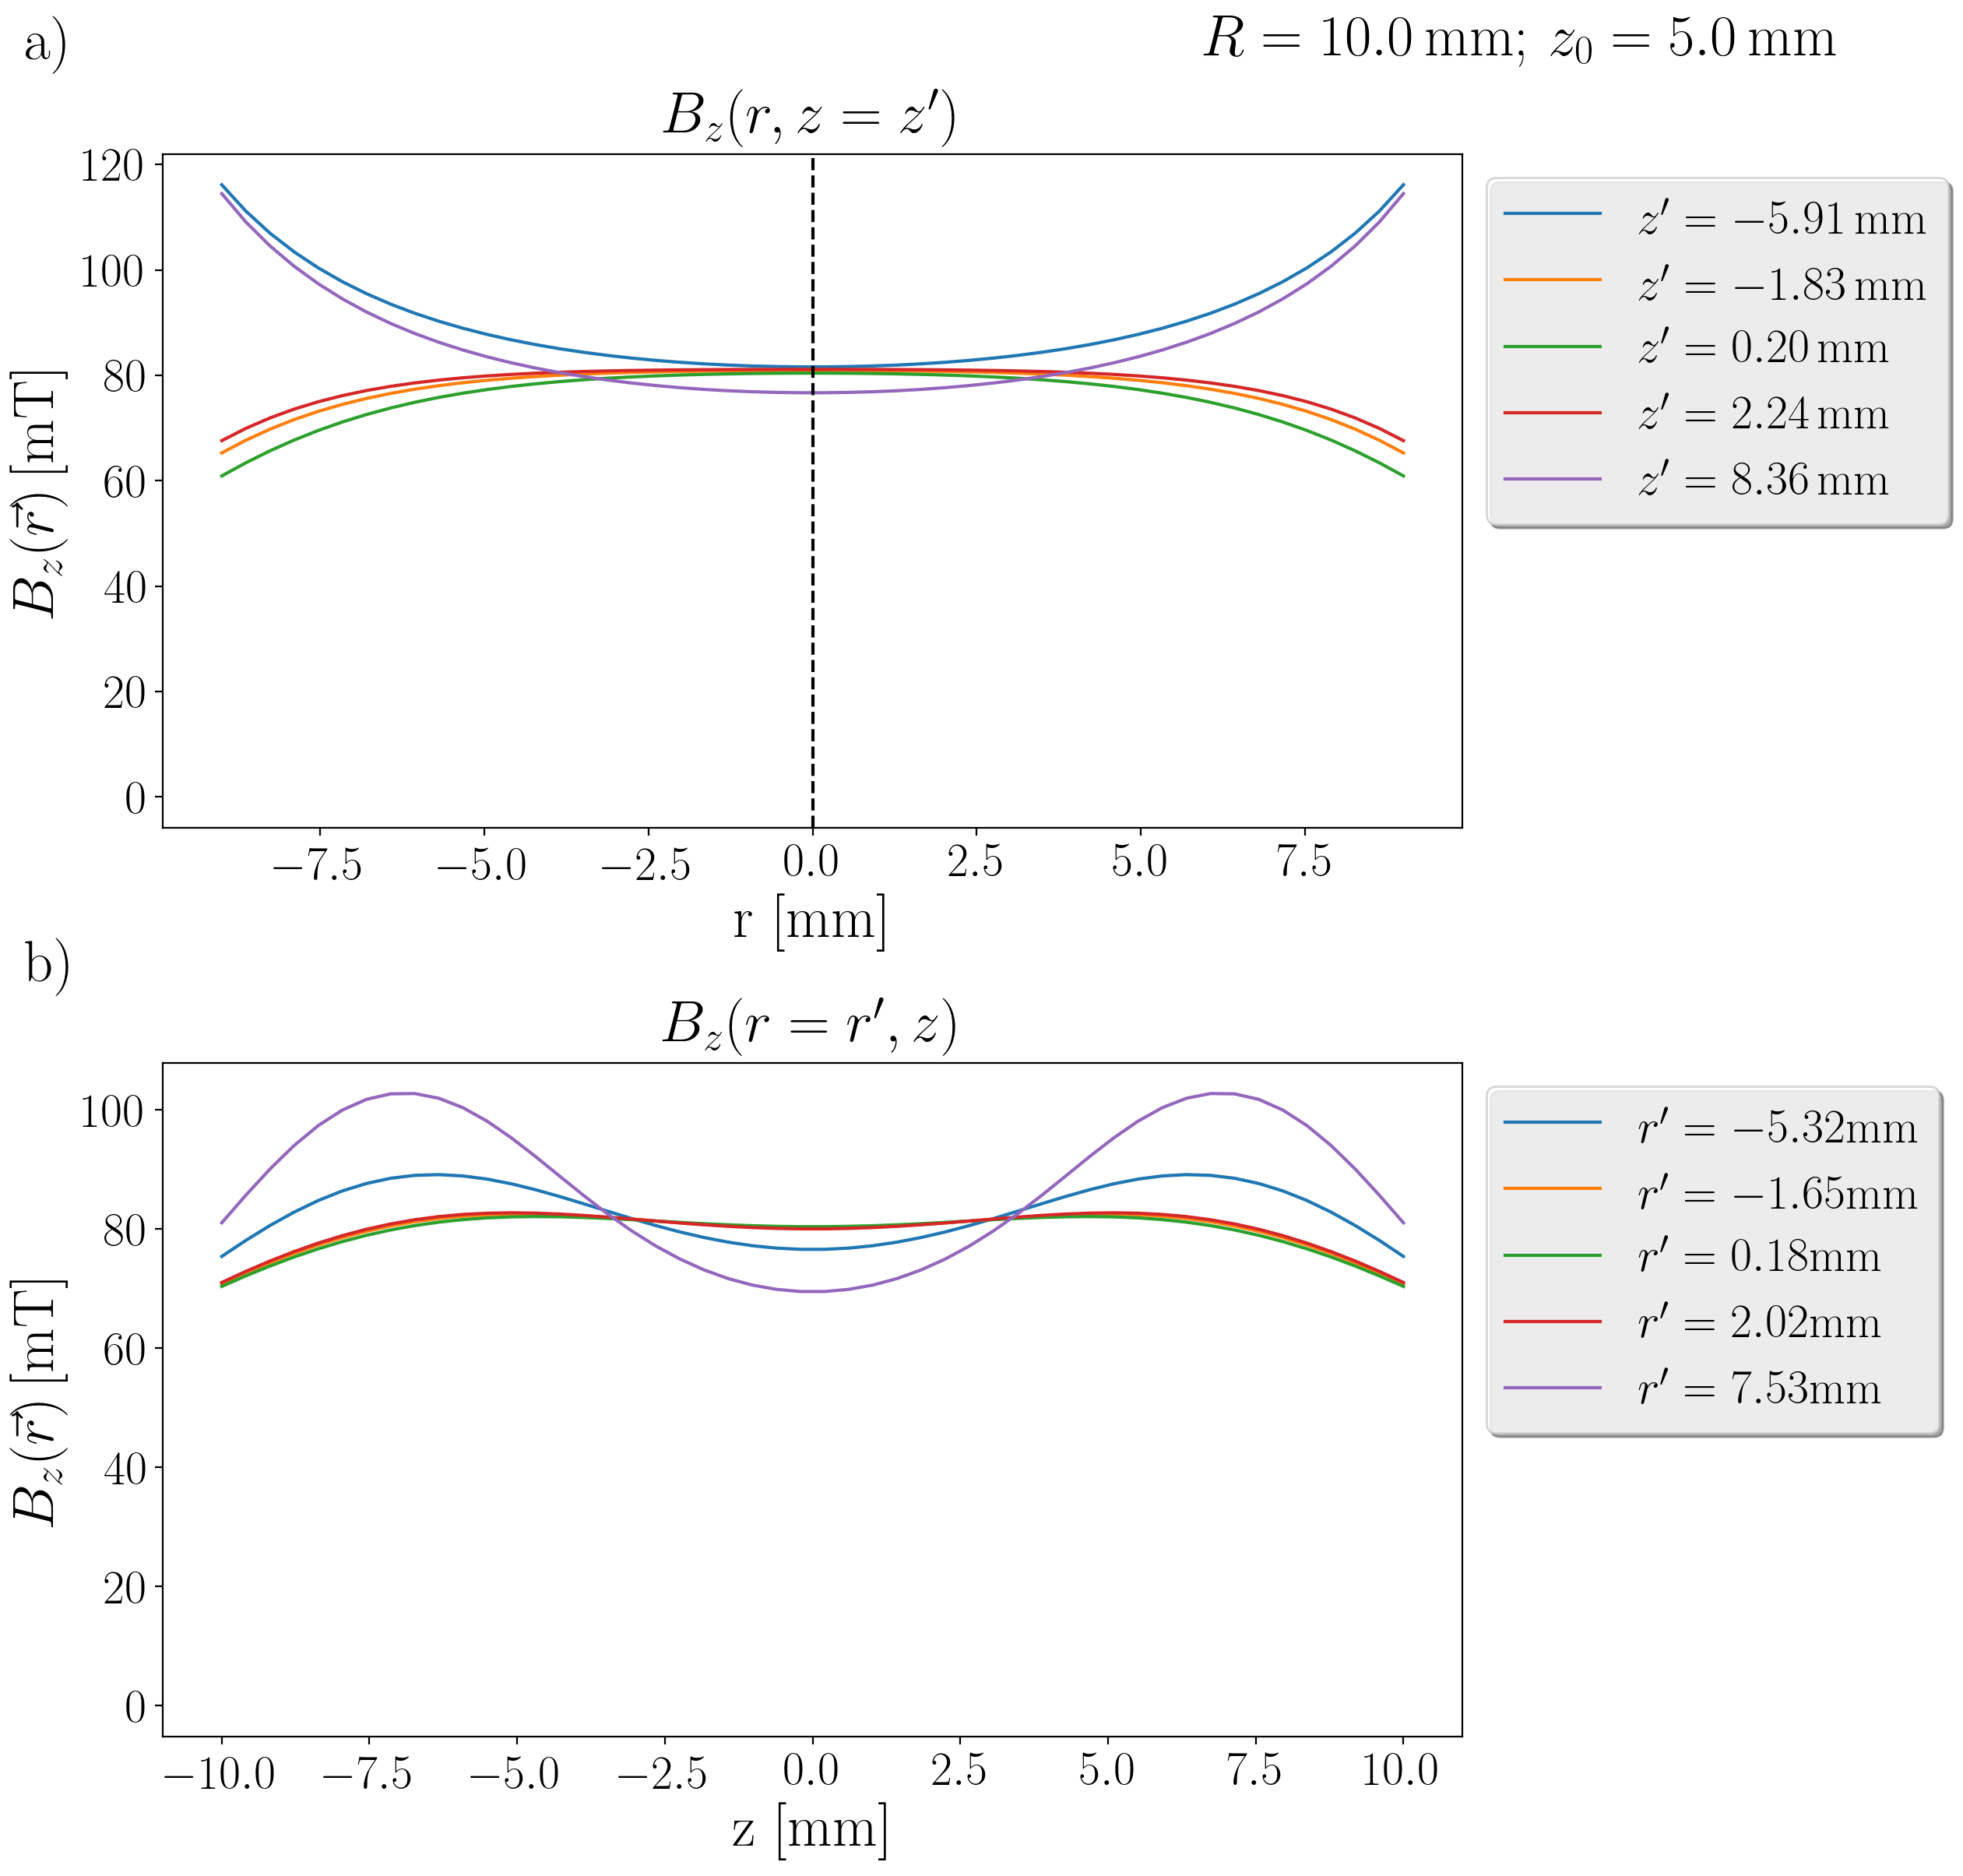 a)
R = 10.0 mm; z₀ = 5.0 mm
B_z(r, z = z′)
120
100
80
60
40
20
0
B_z(r⃗) [mT]
−7.5 −5.0 −2.5 0.0 2.5 5.0 7.5
r [mm]
z′ = −5.91 mm
z′ = −1.83 mm
z′ = 0.20 mm
z′ = 2.24 mm
z′ = 8.36 mm
b)
B_z(r = r′, z)
100
80
60
40
20
0
B_z(r⃗) [mT]
−10.0 −7.5 −5.0 −2.5 0.0 2.5 5.0 7.5 10.0
z [mm]
r′ = −5.32mm
r′ = −1.65mm
r′ = 0.18mm
r′ = 2.02mm
r′ = 7.53mm